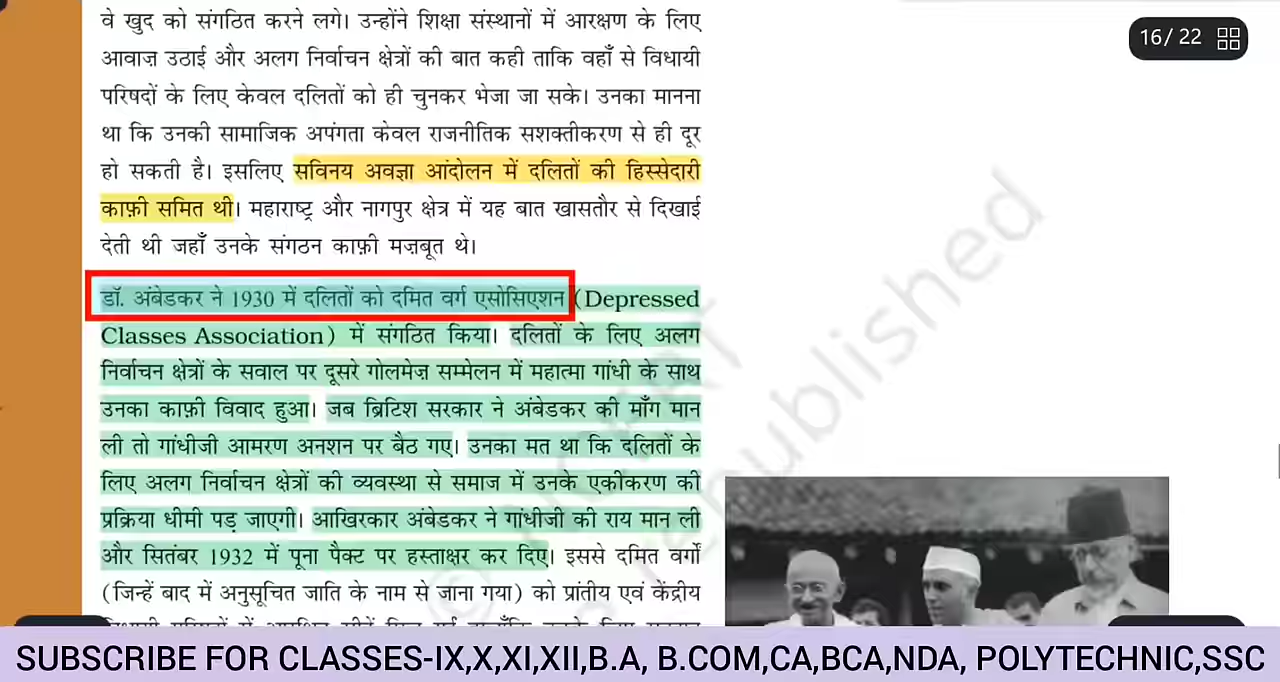 वे खुद को संगठित करने लगे। उन्होंने शिक्षा संस्थानों में आरक्षण के लिए
16/ 22
आवाज़ उठाई और अलग निर्वाचन क्षेत्रों की बात कही ताकि वहाँ से विधायी
परिषदों के लिए केवल दलितों को ही चुनकर भेजा जा सके। उनका मानना
था कि उनकी सामाजिक अपंगता केवल राजनीतिक सशक्तीकरण से ही दूर
हो सकती है। इसलिए सविनय अवज्ञा आंदोलन में दलितों की हिस्सेदारी
काफ़ी समित थी। महाराष्ट्र और नागपुर क्षेत्र में यह बात खासतौर से दिखाई
देती थी जहाँ उनके संगठन काफ़ी मज़बूत थे।
डॉ. अंबेडकर ने 1930 में दलितों को दमित वर्ग एसोसिएशन (Depressed
Classes Association) में संगठित किया। दलितों के लिए अलग
निर्वाचन क्षेत्रों के सवाल पर दूसरे गोलमेज़ सम्मेलन में महात्मा गांधी के साथ
उनका काफ़ी विवाद हुआ। जब ब्रिटिश सरकार ने अंबेडकर की माँग मान
ली तो गांधीजी आमरण अनशन पर बैठ गए। उनका मत था कि दलितों के
लिए अलग निर्वाचन क्षेत्रों की व्यवस्था से समाज में उनके एकीकरण की
प्रक्रिया धीमी पड़ जाएगी। आखिरकार अंबेडकर ने गांधीजी की राय मान ली
और सितंबर 1932 में पूना पैक्ट पर हस्ताक्षर कर दिए। इससे दमित वर्गों
(जिन्हें बाद में अनुसूचित जाति के नाम से जाना गया) को प्रांतीय एवं केंद्रीय
republished
SUBSCRIBE FOR CLASSES-IX,X,XI,XII,B.A, B.COM,CA,BCA,NDA, POLYTECHNIC,SSC